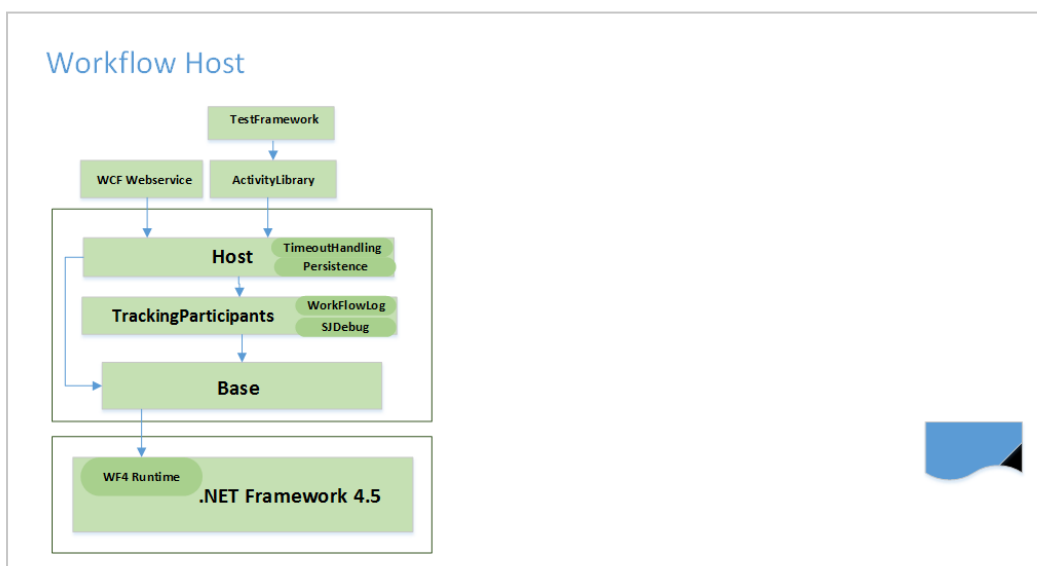 Workflow Host
TestFramework
WCF Webservice
ActivityLibrary
Host
TimeoutHandling
Persistence
TrackingParticipants
WorkFlowLog
SJDebug
Base
WF4 Runtime
.NET Framework 4.5